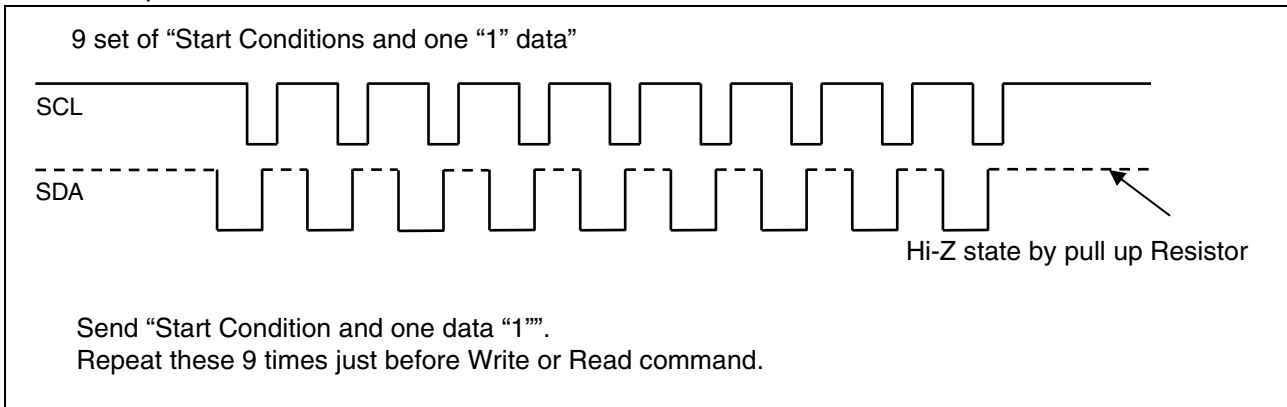 9 set of “Start Conditions and one “1” data”
SCL
SDA
Hi-Z state by pull up Resistor
Send “Start Condition and one data “1””.
Repeat these 9 times just before Write or Read command.